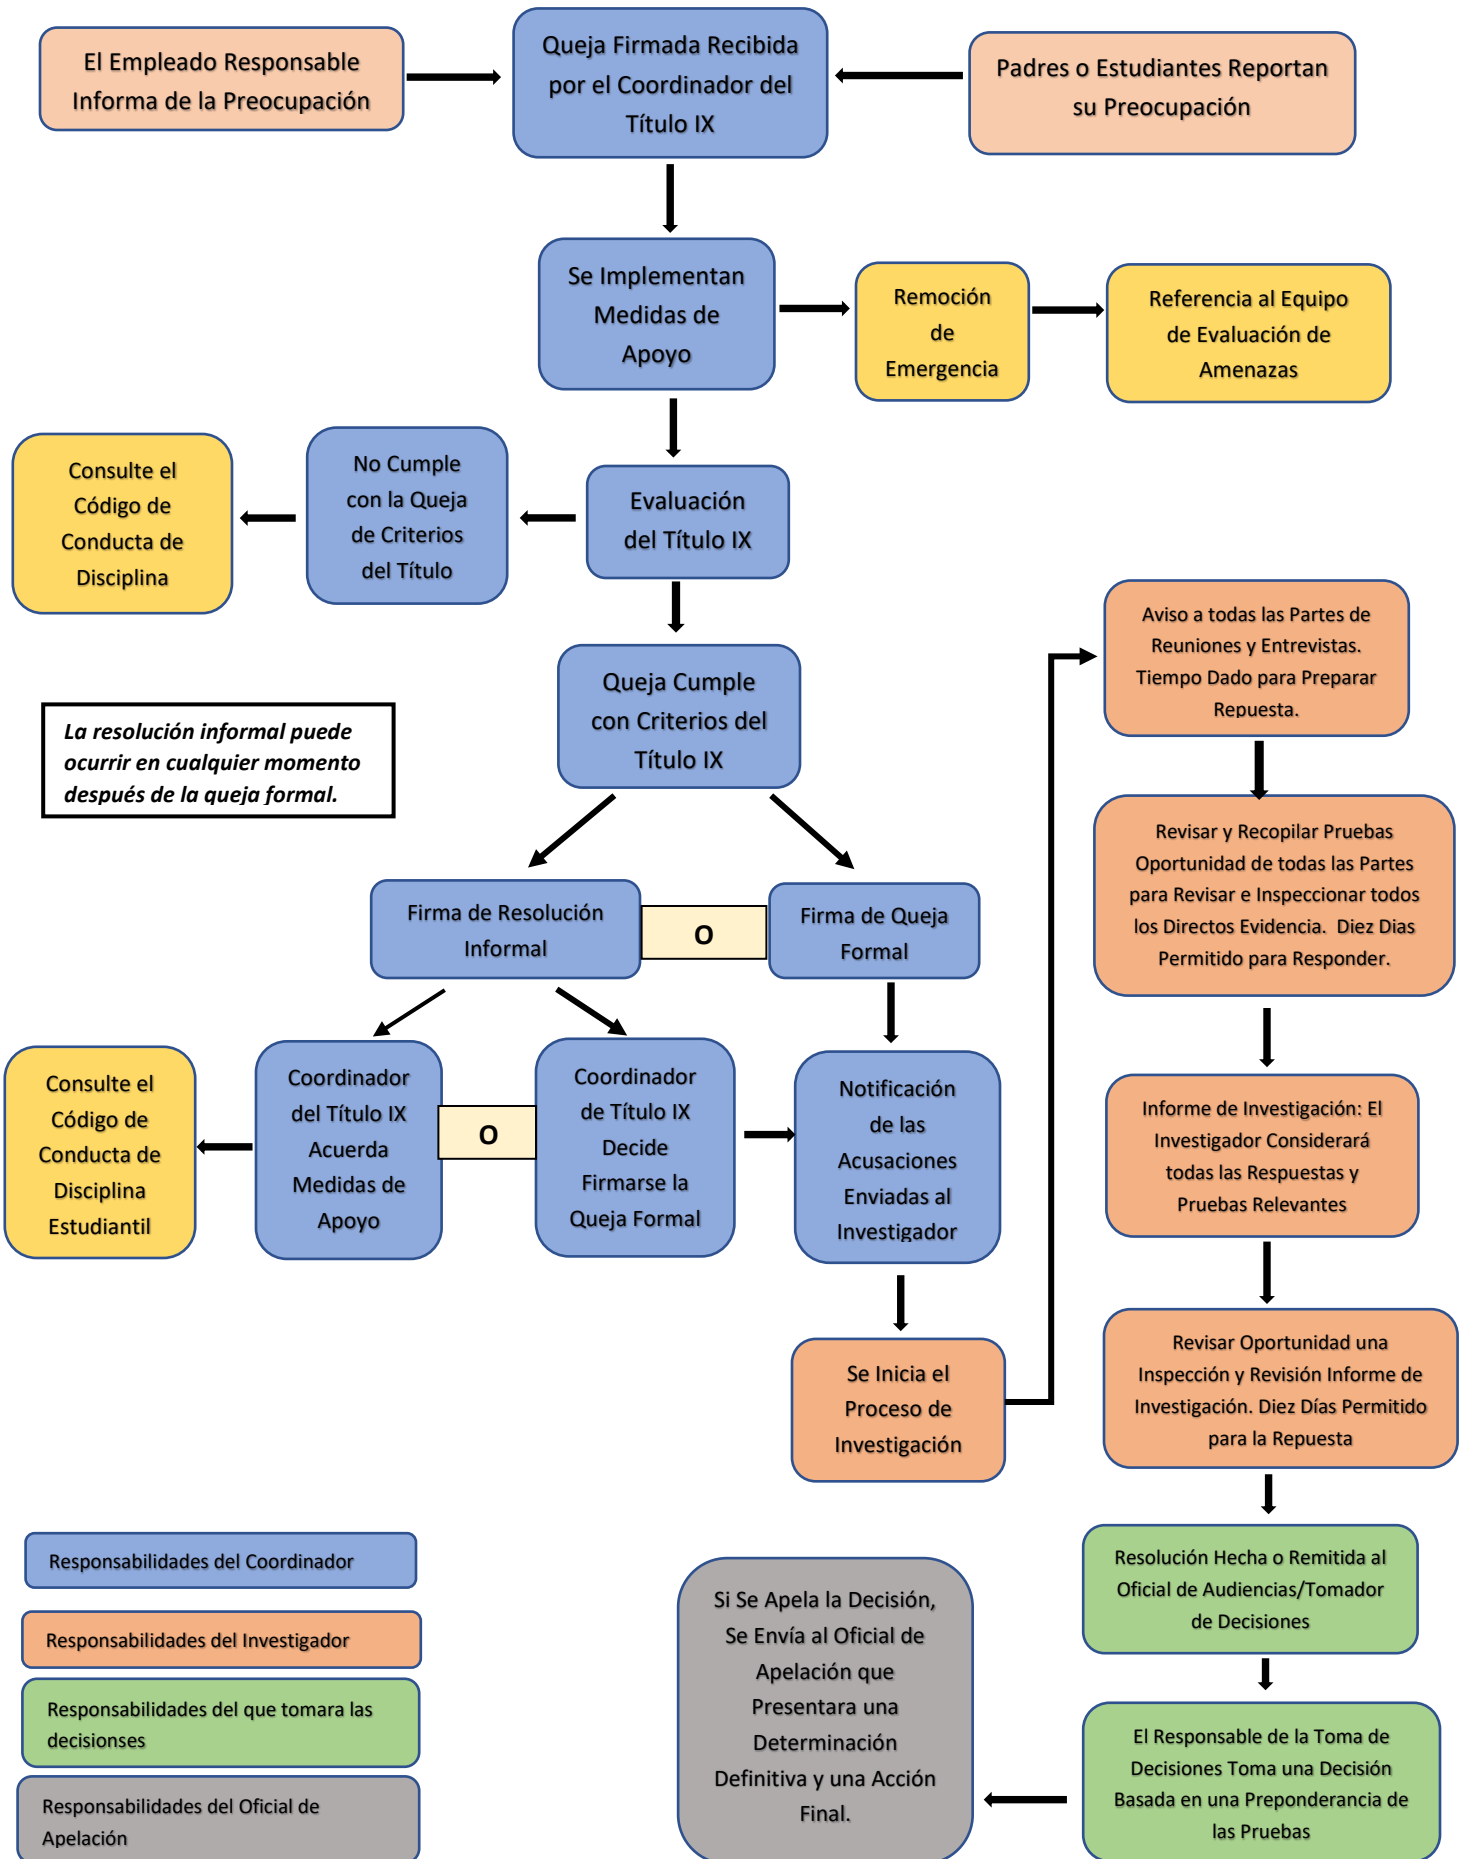 El Empleado Responsable
Informa de la Preocupación
Queja Firmada Recibida
por el Coordinador del
Título IX
Padres o Estudiantes Reportan
su Preocupación
Se Implementan
Medidas de
Apoyo
Remoción
de
Emergencia
Referencia al Equipo
de Evaluación de
Amenazas
Consulte el
Código de
Conducta de
Disciplina
No Cumple
con la Queja
de Criterios
del Título
Evaluación
del Título IX
Queja Cumple
con Criterios del
Título IX
La resolución informal puede
ocurrir en cualquier momento
después de la queja formal.
Firma de Resolución
Informal
O
Firma de Queja
Formal
Consulte el
Código de
Conducta de
Disciplina
Estudiantil
Coordinador
del Título IX
Acuerda
Medidas de
Apoyo
O
Coordinador
de Título IX
Decide
Firmarse la
Queja Formal
Notificación
de las
Acusaciones
Enviadas al
Investigador
Se Inicia el
Proceso de
Investigación
Aviso a todas las Partes de
Reuniones y Entrevistas.
Tiempo Dado para Preparar
Repuesta.
Revisar y Recopilar Pruebas
Oportunidad de todas las Partes
para Revisar e Inspeccionar todos
los Directos Evidencia.  Diez Dias
Permitido para Responder.
Informe de Investigación: El
Investigador Considerará
todas las Respuestas y
Pruebas Relevantes
Revisar Oportunidad una
Inspección y Revisión Informe de
Investigación. Diez Días Permitido
para la Repuesta
Resolución Hecha o Remitida al
Oficial de Audiencias/Tomador
de Decisiones
El Responsable de la Toma de
Decisiones Toma una Decisión
Basada en una Preponderancia de
las Pruebas
Si Se Apela la Decisión,
Se Envía al Oficial de
Apelación que
Presentara una
Determinación
Definitiva y una Acción
Final.
Responsabilidades del Coordinador
Responsabilidades del Investigador
Responsabilidades del que tomara las
decisionses
Responsabilidades del Oficial de
Apelación